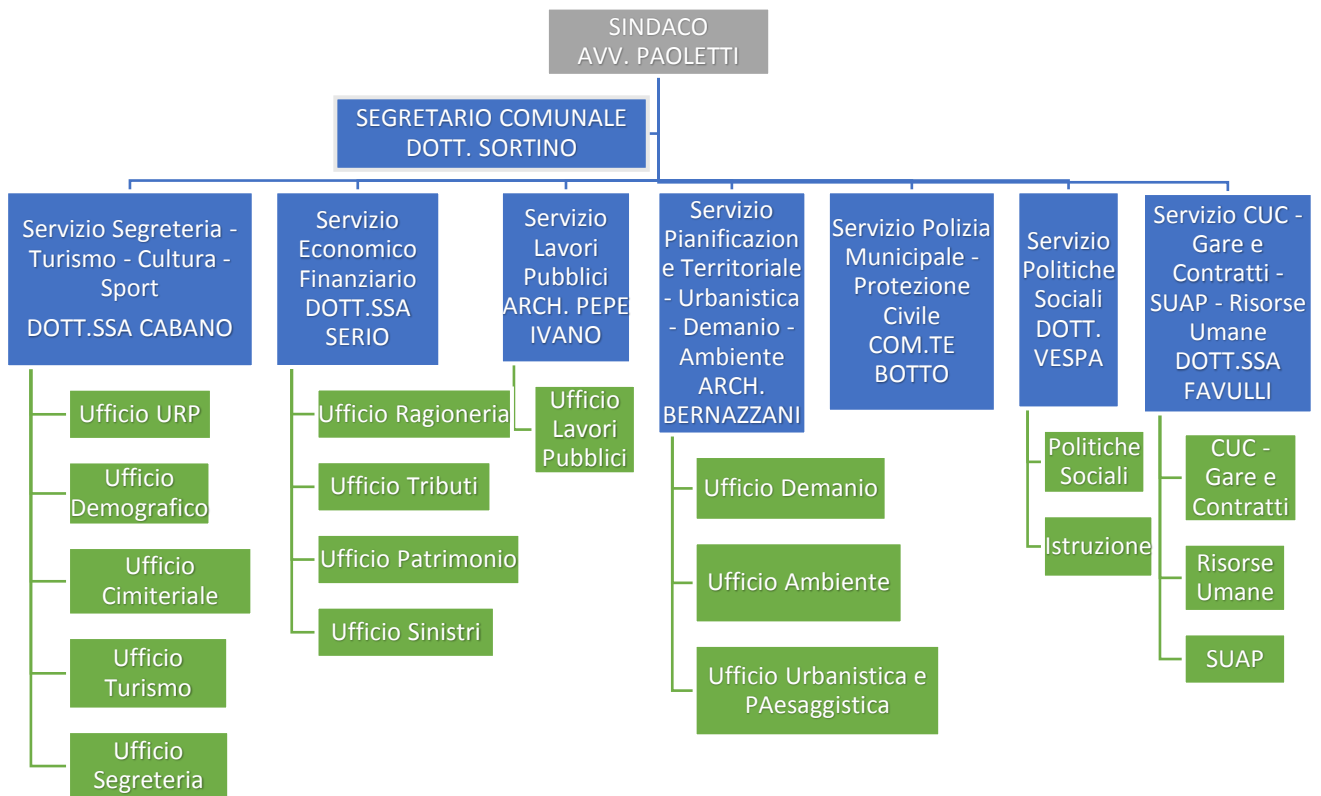 SINDACO
AVV. PAOLETTI
SEGRETARIO COMUNALE
DOTT. SORTINO
Servizio Segreteria -
Turismo - Cultura -
Sport
DOTT.SSA CABANO
Ufficio URP
Ufficio
Demografico
Ufficio
Cimiteriale
Ufficio
Turismo
Ufficio
Segreteria
Servizio
Economico
Finanziario
DOTT.SSA
SERIO
Ufficio Ragioneria
Ufficio Tributi
Ufficio Patrimonio
Ufficio Sinistri
Servizio
Lavori
Pubblici
ARCH. PEPE
IVANO
Ufficio
Lavori
Pubblici
Servizio
Pianificazion
e Territoriale
- Urbanistica
- Demanio -
Ambiente
ARCH.
BERNAZZANI
Ufficio Demanio
Ufficio Ambiente
Ufficio Urbanistica e
PAesaggistica
Servizio Polizia
Municipale -
Protezione
Civile
COM.TE
BOTTO
Servizio
Politiche
Sociali
DOTT.
VESPA
Politiche
Sociali
Istruzione
Servizio CUC -
Gare e
Contratti -
SUAP - Risorse
Umane
DOTT.SSA
FAVULLI
CUC -
Gare e
Contratti
Risorse
Umane
SUAP